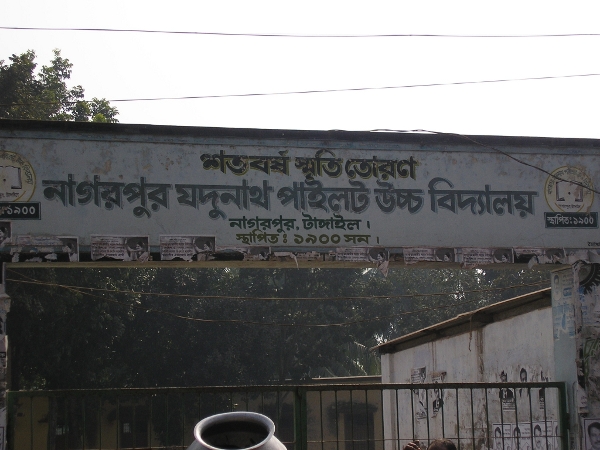 শতবর্ষ স্মৃতি তোরণ
নাগরপুর যদুনাথ পাইলট উচ্চ বিদ্যালয়
নাগরপুর, টাঙ্গাইল।
স্থাপিত : ১৯০০ সন।
স্থাপিত : ১৯০০